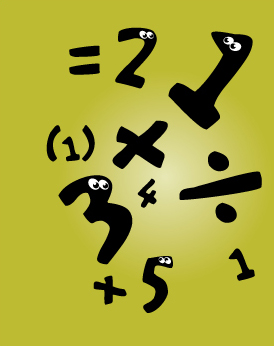 = 2 1
(1) × ÷
3 4
+ 5 1